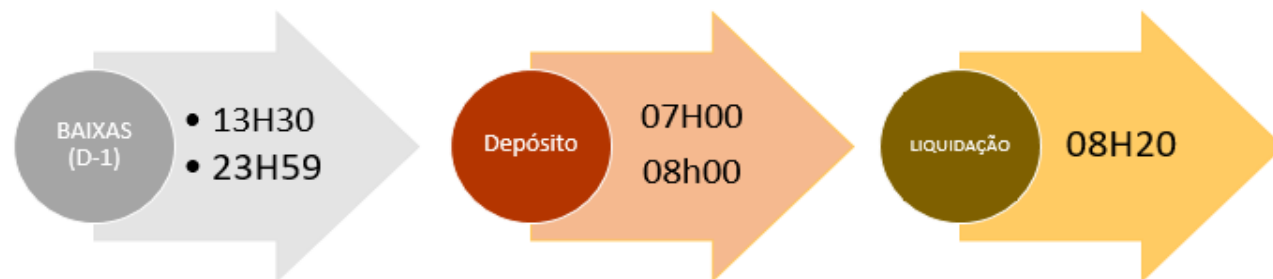 BAIXAS
(D-1)
• 13H30
• 23H59
Depósito
07H00
08h00
LIQUIDAÇÃO
08H20